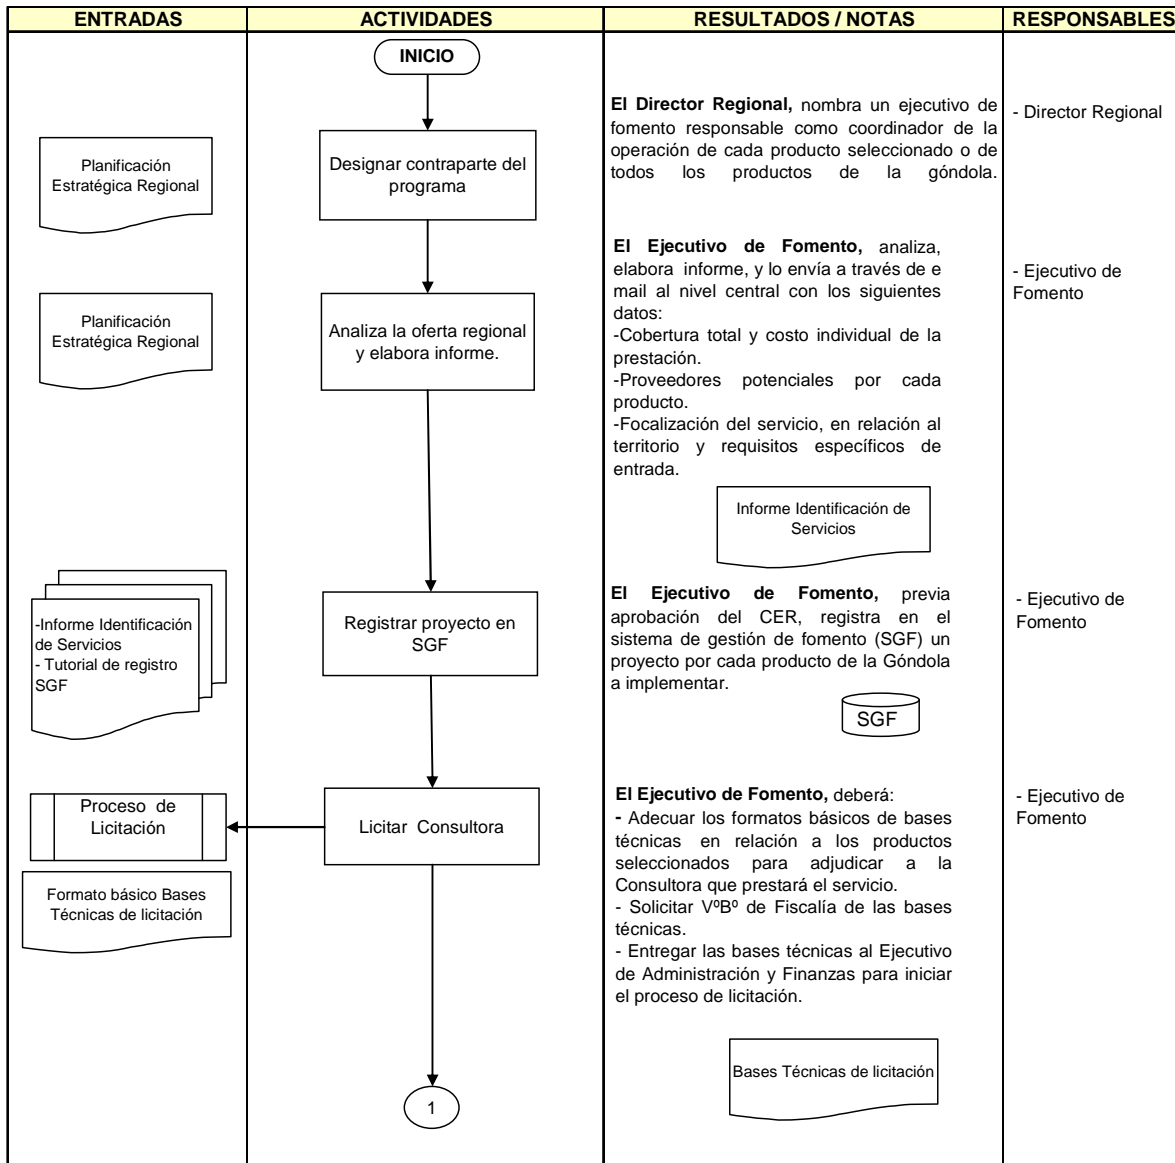 ENTRADAS
ACTIVIDADES
RESULTADOS / NOTAS
RESPONSABLES
INICIO
Planificación
Estratégica Regional
Designar contraparte del
programa
El Director Regional, nombra un ejecutivo de
fomento responsable como coordinador de la
operación de cada producto seleccionado o de
todos los productos de la góndola.
- Director Regional
Planificación
Estratégica Regional
Analiza la oferta regional
y elabora informe.
El Ejecutivo de Fomento, analiza,
elabora informe, y lo envía a través de e
mail al nivel central con los siguientes
datos:
-Cobertura total y costo individual de la
prestación.
-Proveedores potenciales por cada
producto.
-Focalización del servicio, en relación al
territorio y requisitos específicos de
entrada.
Informe Identificación de
Servicios
- Ejecutivo de
Fomento
-Informe Identificación
de Servicios
- Tutorial de registro
SGF
Registrar proyecto en
SGF
El Ejecutivo de Fomento, previa
aprobación del CER, registra en el
sistema de gestión de fomento (SGF) un
proyecto por cada producto de la Góndola
a implementar.
SGF
- Ejecutivo de
Fomento
Proceso de
Licitación
Formato básico Bases
Técnicas de licitación
Licitar Consultora
El Ejecutivo de Fomento, deberá:
- Adecuar los formatos básicos de bases
técnicas en relación a los productos
seleccionados para adjudicar a la
Consultora que prestará el servicio.
- Solicitar VºBº de Fiscalía de las bases
técnicas.
- Entregar las bases técnicas al Ejecutivo
de Administración y Finanzas para iniciar
el proceso de licitación.
Bases Técnicas de licitación
- Ejecutivo de
Fomento
1